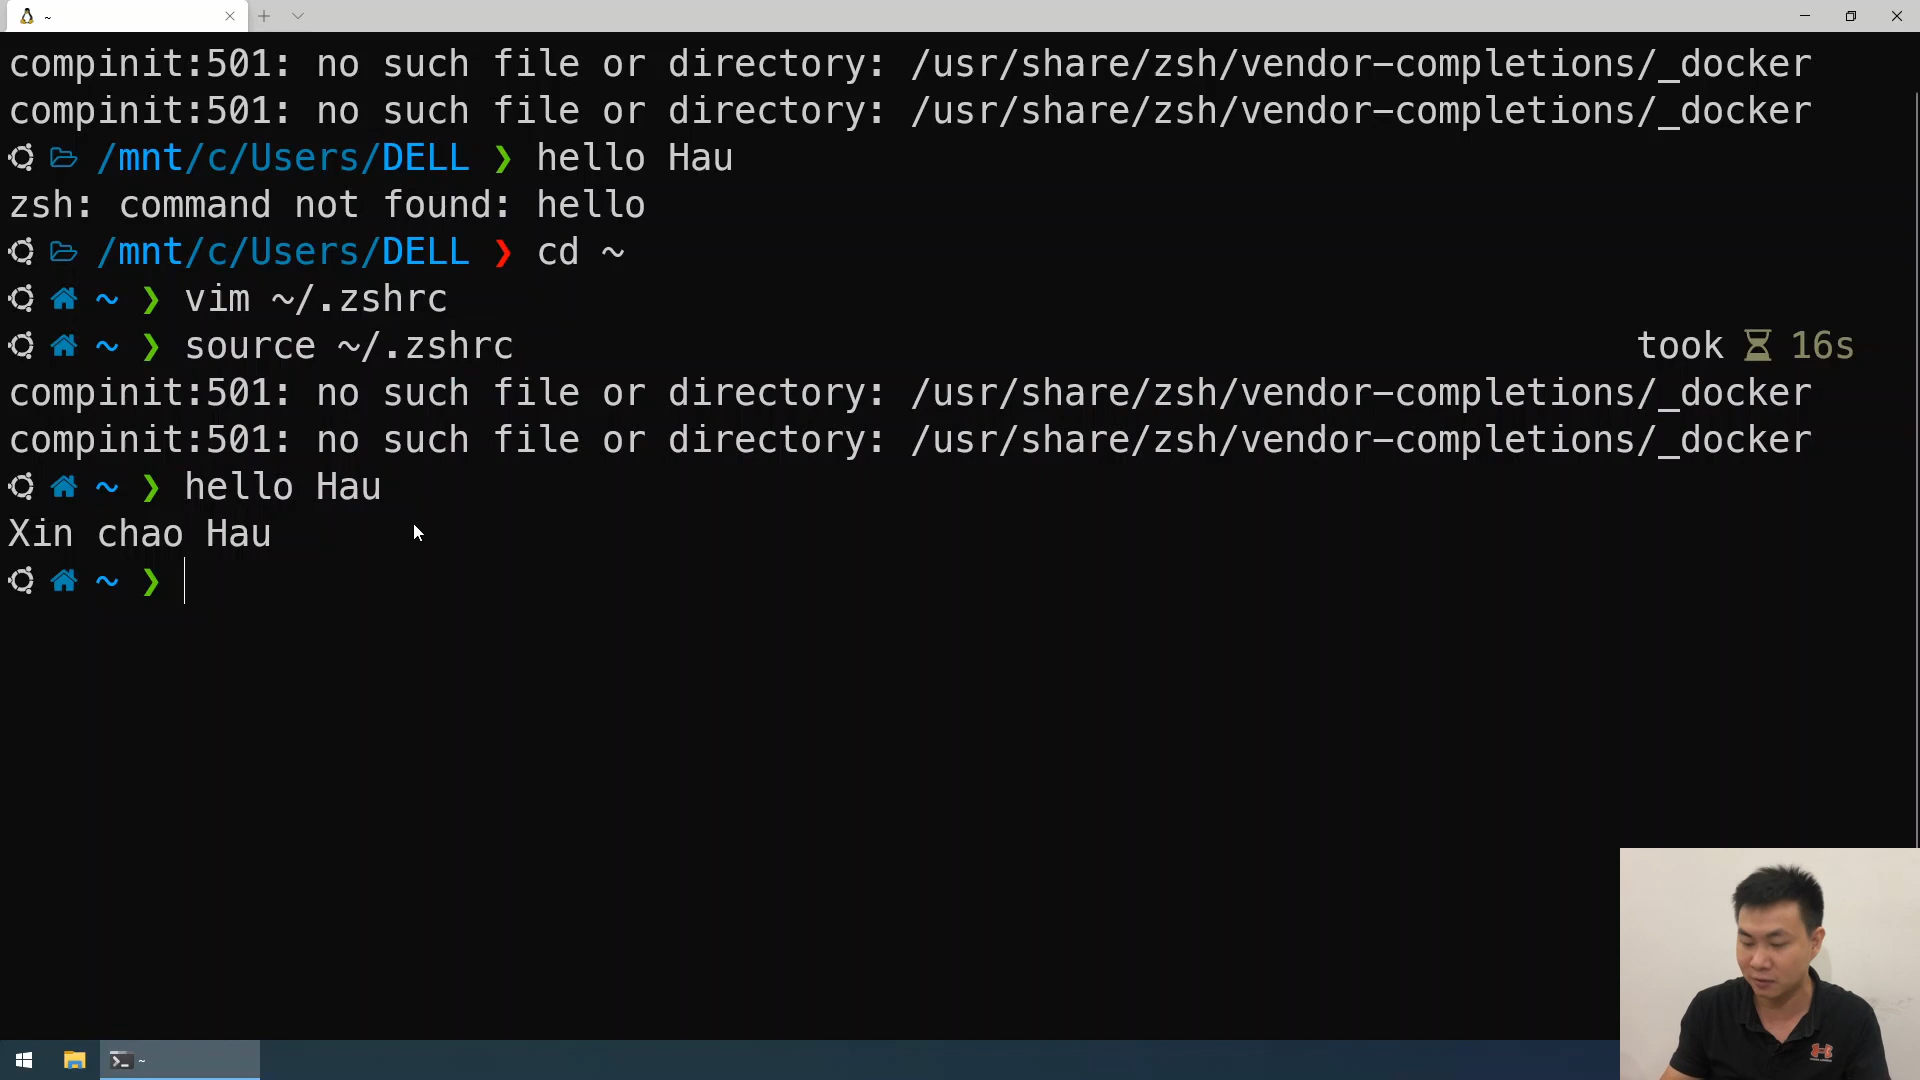 ~
compinit:501: no such file or directory: /usr/share/zsh/vendor-completions/_docker
compinit:501: no such file or directory: /usr/share/zsh/vendor-completions/_docker
/mnt/c/Users/DELL ❯ hello Hau
zsh: command not found: hello
/mnt/c/Users/DELL ❯ cd ~
~ ❯ vim ~/.zshrc
~ ❯ source ~/.zshrc took 16s
compinit:501: no such file or directory: /usr/share/zsh/vendor-completions/_docker
compinit:501: no such file or directory: /usr/share/zsh/vendor-completions/_docker
~ ❯ hello Hau
Xin chao Hau
~ ❯
~